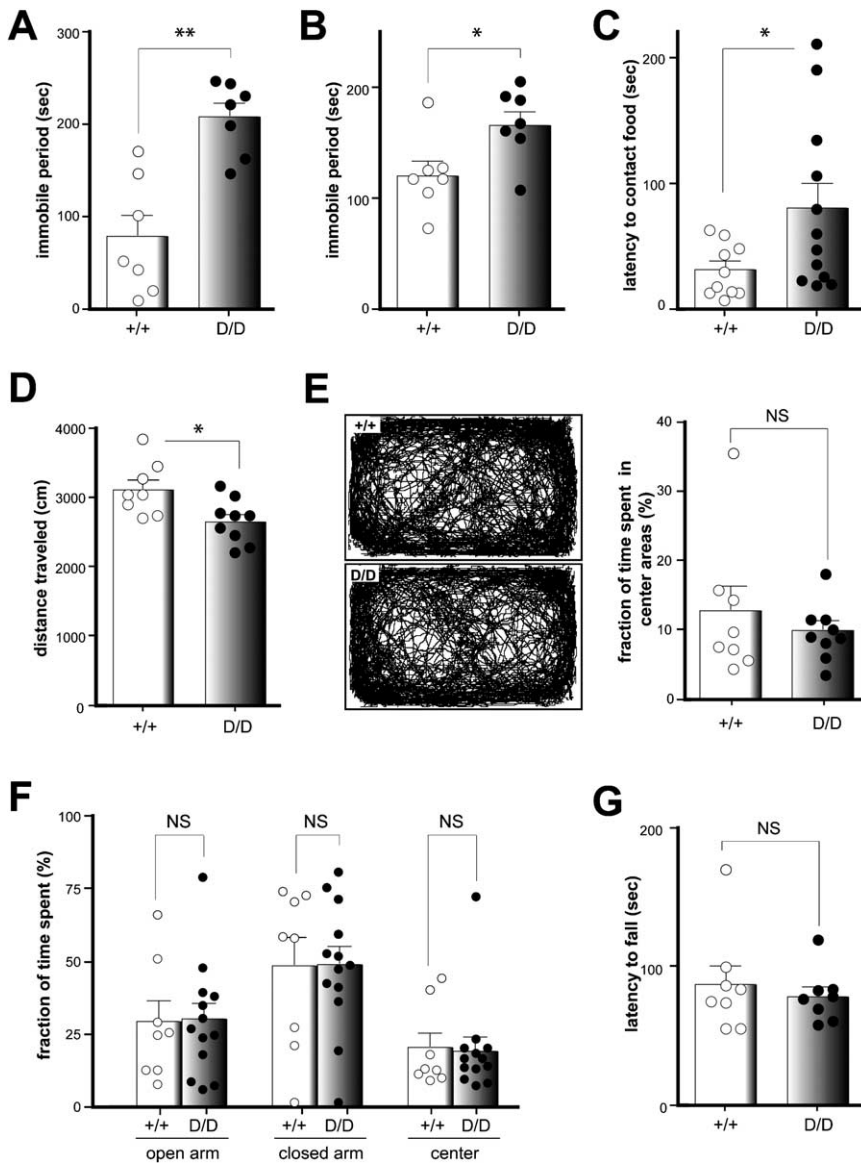 A
immobile period (sec)
300
200
100
0
**
+/+
D/D
B
immobile period (sec)
200
100
0
*
+/+
D/D
C
latency to contact food (sec)
200
100
0
*
+/+
D/D
D
distance traveled (cm)
4000
3000
2000
1000
0
*
+/+
D/D
E
+/+
D/D
fraction of time spent in
center areas (%)
40
30
20
10
0
NS
+/+
D/D
F
fraction of time spent (%)
100
75
50
25
0
NS
NS
NS
+/+ D/D
+/+ D/D
+/+ D/D
open arm
closed arm
center
G
latency to fall (sec)
200
100
0
NS
+/+
D/D